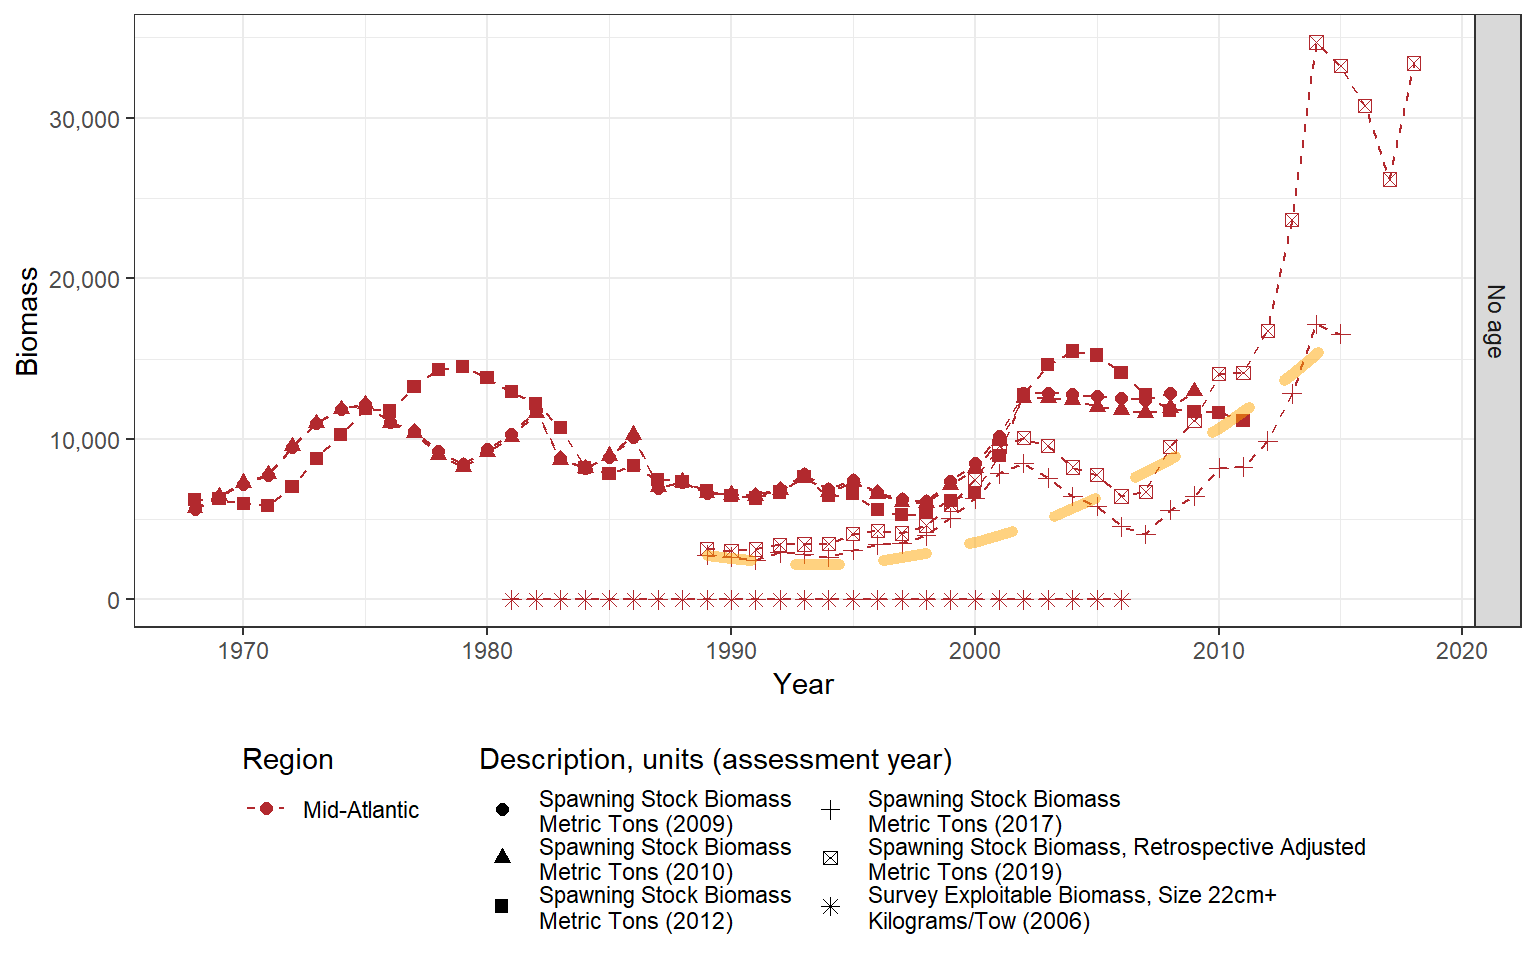 30,000
20,000
10,000
0
Biomass
No age
1970 1980 1990 2000 2010 2020
Year
Region
Mid-Atlantic
Description, units (assessment year)
Spawning Stock Biomass
Metric Tons (2009)
Spawning Stock Biomass
Metric Tons (2010)
Spawning Stock Biomass
Metric Tons (2012)
Spawning Stock Biomass
Metric Tons (2017)
Spawning Stock Biomass, Retrospective Adjusted
Metric Tons (2019)
Survey Exploitable Biomass, Size 22cm+
Kilograms/Tow (2006)